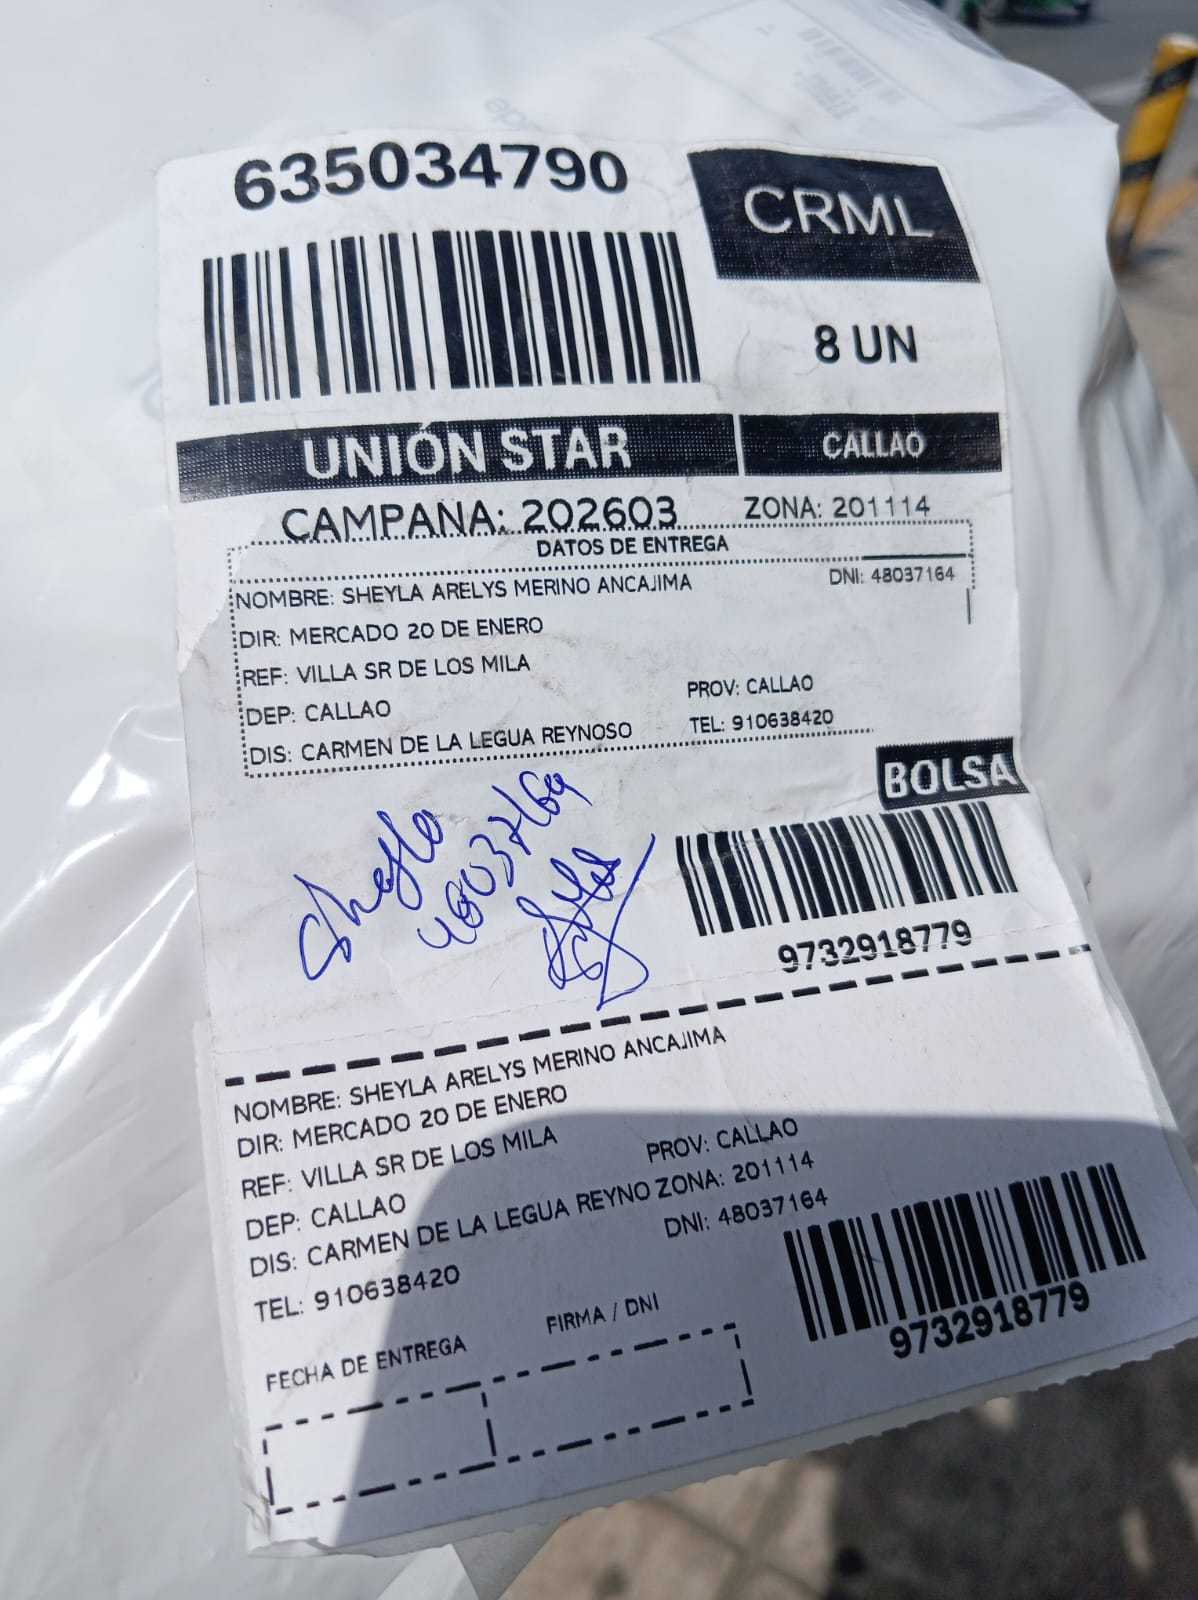 635034790
CRML
8 UN
UNIÓN STAR
CALLAO
CAMPAÑA: 202603
ZONA: 201114
DATOS DE ENTREGA
NOMBRE: SHEYLA ARELYS MERINO ANCAJIMA
DNI: 48037164
DIR: MERCADO 20 DE ENERO
REF: VILLA SR DE LOS MILA
DEP: CALLAO
PROV: CALLAO
DIS: CARMEN DE LA LEGUA REYNOSO
TEL: 910638420
BOLSA
Sheyla
48037164
9732918779
NOMBRE: SHEYLA ARELYS MERINO ANCAJIMA
DIR: MERCADO 20 DE ENERO
REF: VILLA SR DE LOS MILA
DEP: CALLAO
PROV: CALLAO
DIS: CARMEN DE LA LEGUA REYNO ZONA: 201114
TEL: 910638420
DNI: 48037164
FECHA DE ENTREGA
FIRMA / DNI
9732918779